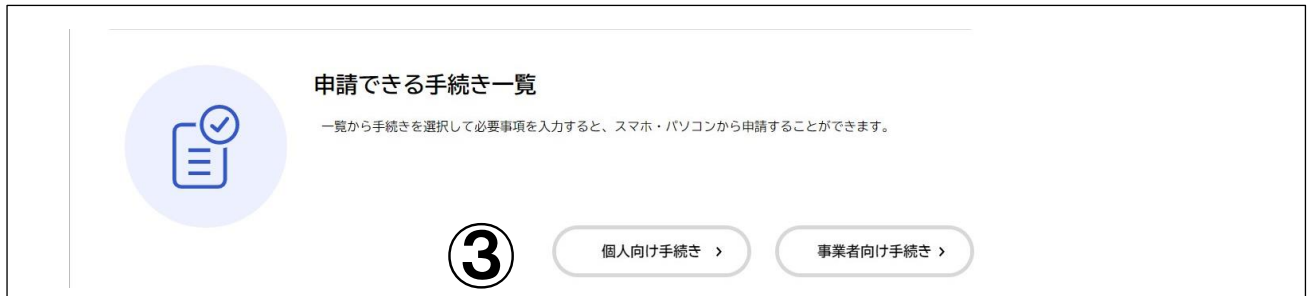 申請できる手続き一覧
一覧から手続きを選択して必要事項を入力すると、スマホ・パソコンから申請することができます。
③ 個人向け手続き › 事業者向け手続き ›